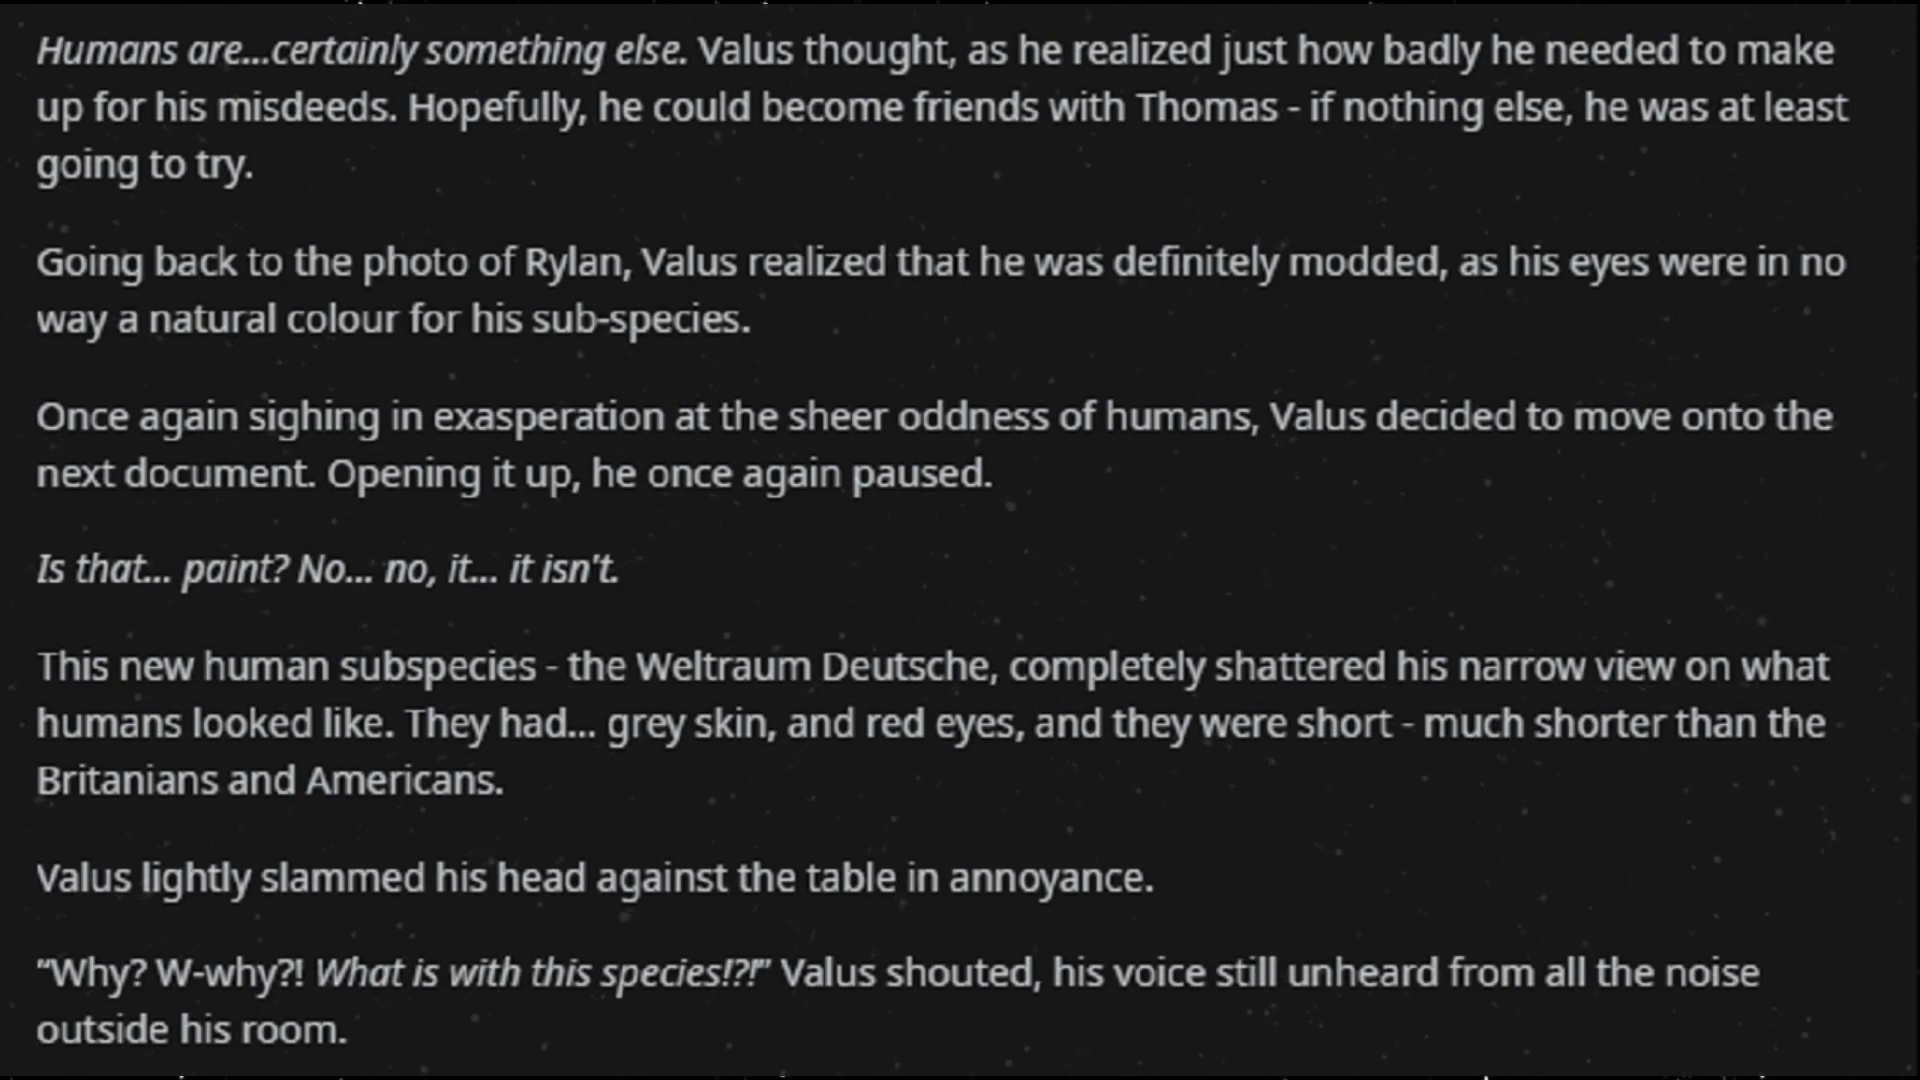 Humans are...certainly something else. Valus thought, as he realized just how badly he needed to make
up for his misdeeds. Hopefully, he could become friends with Thomas - if nothing else, he was at least
going to try.
Going back to the photo of Rylan, Valus realized that he was definitely modded, as his eyes were in no
way a natural colour for his sub-species.
Once again sighing in exasperation at the sheer oddness of humans, Valus decided to move onto the
next document. Opening it up, he once again paused.
Is that... paint? No... no, it... it isn't.
This new human subspecies - the Weltraum Deutsche, completely shattered his narrow view on what
humans looked like. They had... grey skin, and red eyes, and they were short - much shorter than the
Britanians and Americans.
Valus lightly slammed his head against the table in annoyance.
“Why? W-why?! What is with this species!?!” Valus shouted, his voice still unheard from all the noise
outside his room.